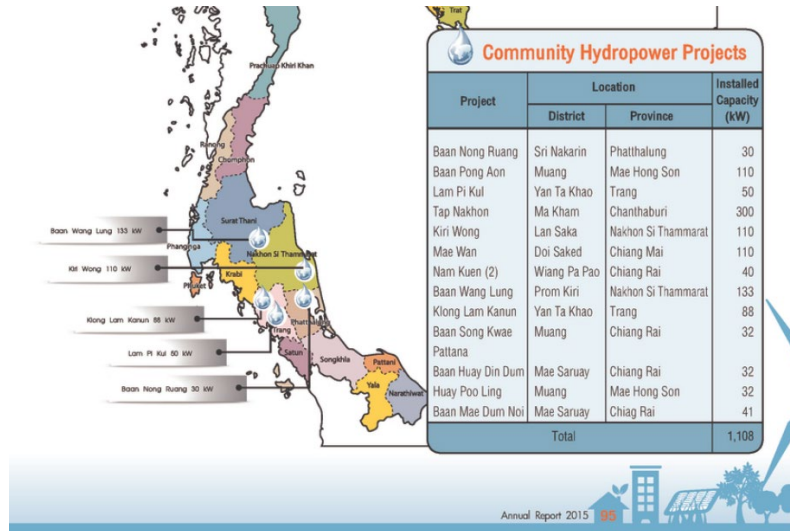 Trat
Prachuap Khiri Khan
Ranong
Chumphon
Surat Thani
Phangnga
Nakhon Si Thammarat
Krabi
Phuket
Trang
Phatthalung
Satun
Songkhla
Pattani
Yala
Narathiwat
Baan Wang Lung 133 kW
Kiri Wong 110 kW
Klong Lam Kanun 88 kW
Lam Pi Kul 50 kW
Baan Nong Ruang 30 kW
Community Hydropower Projects
Project Location Installed Capacity (kW)
District Province
Baan Nong Ruang Sri Nakarin Phatthalung 30
Baan Pong Aon Muang Mae Hong Son 110
Lam Pi Kul Yan Ta Khao Trang 50
Tap Nakhon Ma Kham Chanthaburi 300
Kiri Wong Lan Saka Nakhon Si Thammarat 110
Mae Wan Doi Saked Chiang Mai 110
Nam Kuen (2) Wiang Pa Pao Chiang Rai 40
Baan Wang Lung Prom Kiri Nakhon Si Thammarat 133
Klong Lam Kanun Yan Ta Khao Trang 88
Baan Song Kwae Muang Chiang Rai 32
Pattana
Baan Huay Din Dum Mae Saruay Chiang Rai 32
Huay Poo Ling Muang Mae Hong Son 32
Baan Mae Dum Noi Mae Saruay Chiag Rai 41
Total 1,108
Annual Report 2015 95